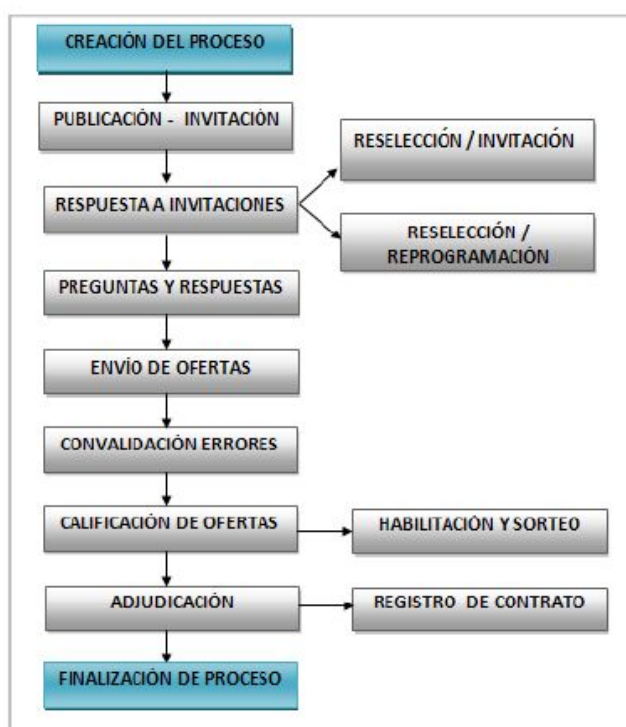 CREACIÓN DEL PROCESO
PUBLICACIÓN - INVITACIÓN
RESELECCIÓN / INVITACIÓN
RESPUESTA A INVITACIONES
RESELECCIÓN /
REPROGRAMACIÓN
PREGUNTAS Y RESPUESTAS
ENVÍO DE OFERTAS
CONVALIDACIÓN ERRORES
CALIFICACIÓN DE OFERTAS
HABILITACIÓN Y SORTEO
ADJUDICACIÓN
REGISTRO DE CONTRATO
FINALIZACIÓN DE PROCESO